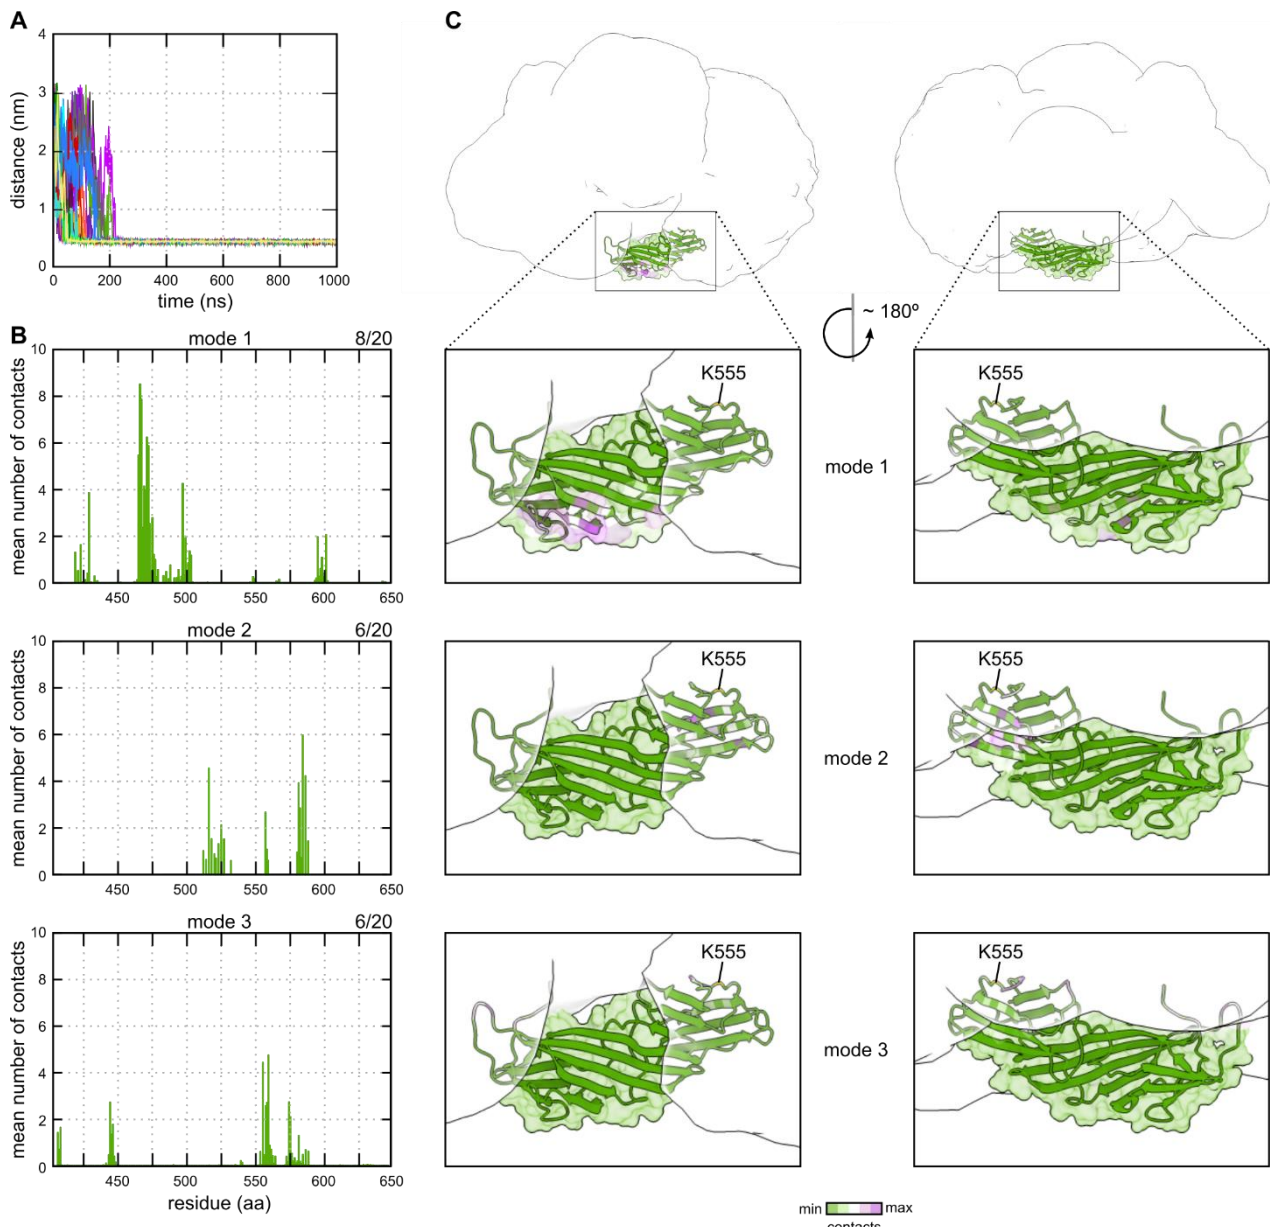 A
4
3
2
1
0
distance (nm)
0 200 400 600 800 1000
time (ns)
B
mode 1 8/20
10
8
6
4
2
0
mean number of contacts
450 500 550 600 650
mode 2 6/20
10
8
6
4
2
0
mean number of contacts
450 500 550 600 650
mode 3 6/20
10
8
6
4
2
0
mean number of contacts
450 500 550 600 650
residue (aa)
C
~ 180º
K555
mode 1
K555
K555
mode 2
K555
K555
mode 3
K555
min max
contacts